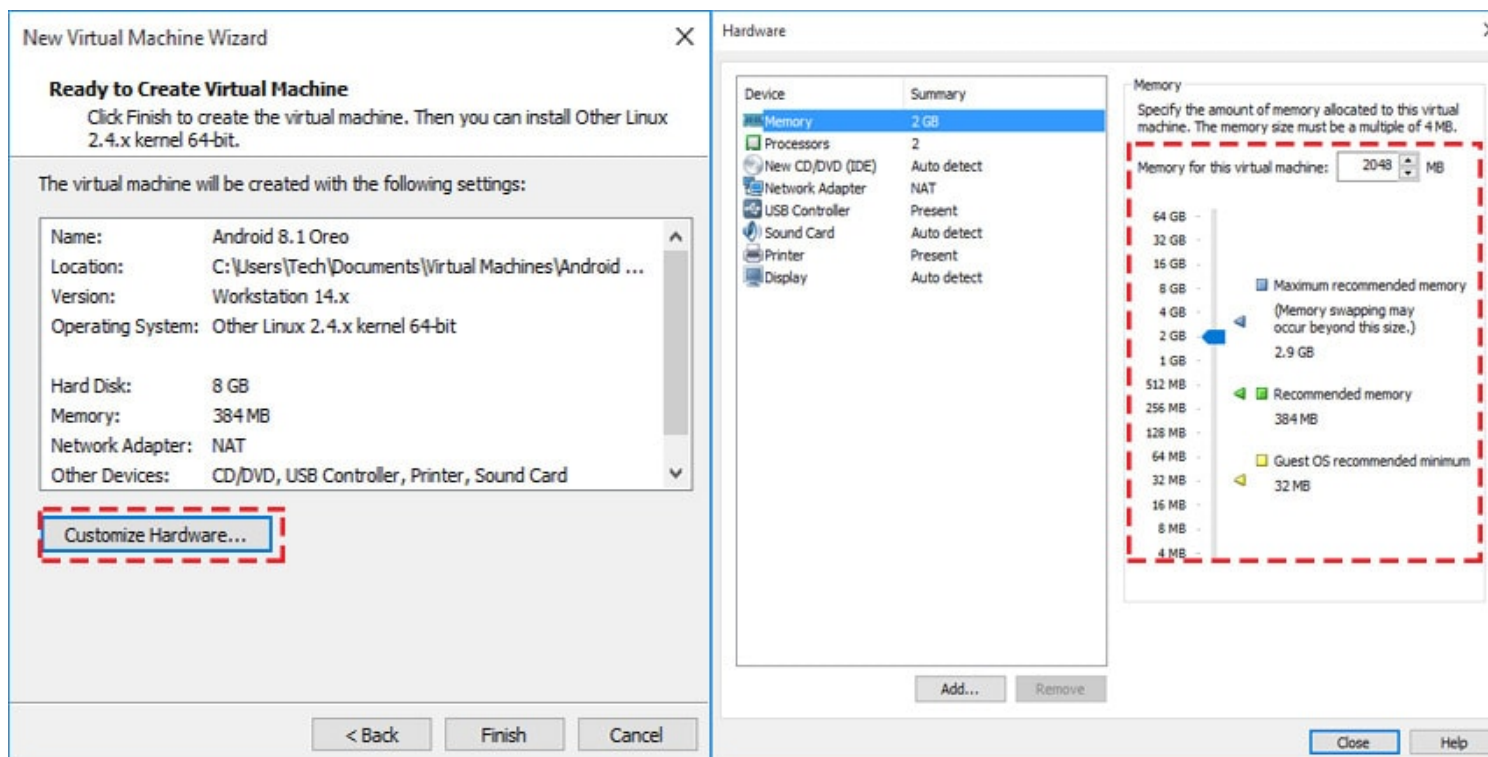 New Virtual Machine Wizard
Ready to Create Virtual Machine
Click Finish to create the virtual machine. Then you can install Other Linux
2.4.x kernel 64-bit.
The virtual machine will be created with the following settings:
Name: Android 8.1 Oreo
Location: C:\Users\Tech\Documents\Virtual Machines\Android ...
Version: Workstation 14.x
Operating System: Other Linux 2.4.x kernel 64-bit
Hard Disk: 8 GB
Memory: 384 MB
Network Adapter: NAT
Other Devices: CD/DVD, USB Controller, Printer, Sound Card
Customize Hardware...
< Back Finish Cancel
Hardware
Device Summary
Memory 2 GB
Processors 2
New CD/DVD (IDE) Auto detect
Network Adapter NAT
USB Controller Present
Sound Card Auto detect
Printer Present
Display Auto detect
Add... Remove
Memory
Specify the amount of memory allocated to this virtual
machine. The memory size must be a multiple of 4 MB.
Memory for this virtual machine: 2048 MB
64 GB
32 GB
16 GB
8 GB
4 GB
2 GB
1 GB
512 MB
256 MB
128 MB
64 MB
32 MB
16 MB
8 MB
4 MB
Maximum recommended memory
(Memory swapping may
occur beyond this size.)
2.9 GB
Recommended memory
384 MB
Guest OS recommended minimum
32 MB
Close Help